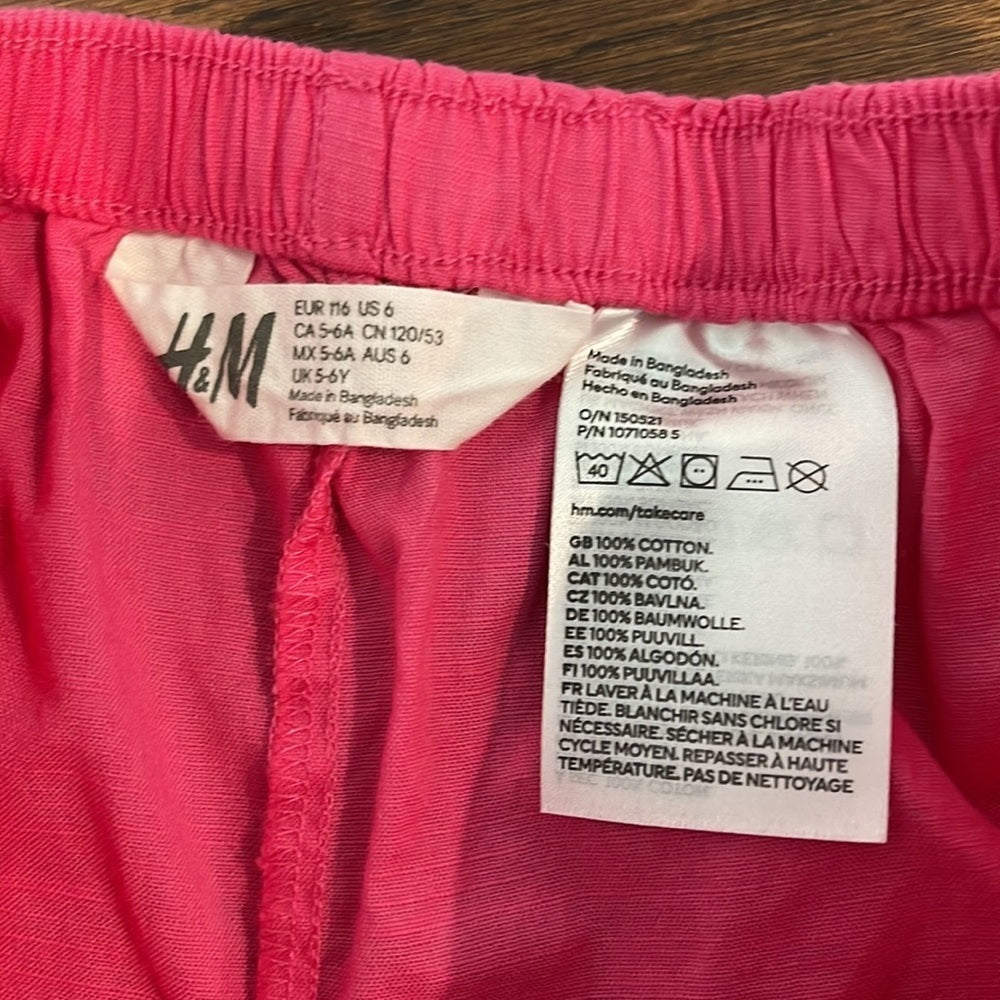 H&M
EUR 116 US 6
CA 5-6A CN 120/53
MX 5-6A AUS 6
UK 5-6Y
Made in Bangladesh
Fabriqué au Bangladesh
Made in Bangladesh
Fabriqué au Bangladesh
Hecho en Bangladesh
O/N 150521
P/N 1071058 5
40
hm.com/takecare
GB 100% COTTON.
AL 100% PAMBUK.
CAT 100% COTÓ.
CZ 100% BAVLNA.
DE 100% BAUMWOLLE.
EE 100% PUUVILL.
ES 100% ALGODÓN.
FI 100% PUUVILLAA.
FR LAVER À LA MACHINE À L'EAU
TIÈDE. BLANCHIR SANS CHLORE SI
NÉCESSAIRE. SÉCHER À LA MACHINE
CYCLE MOYEN. REPASSER À HAUTE
TEMPÉRATURE. PAS DE NETTOYAGE